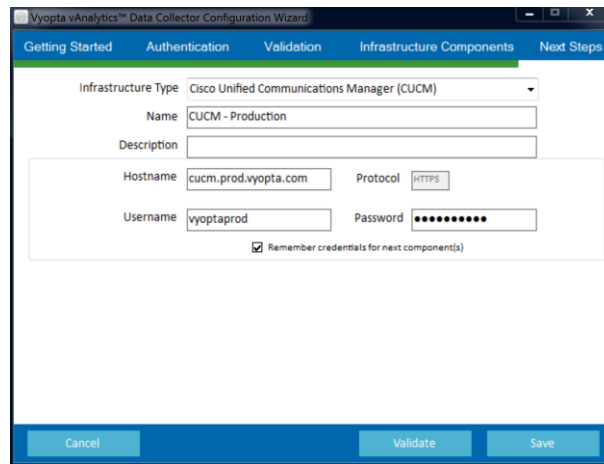 Vyopta vAnalytics™ Data Collector Configuration Wizard
Getting Started Authentication Validation Infrastructure Components Next Steps
Infrastructure Type Cisco Unified Communications Manager (CUCM)
Name CUCM - Production
Description
Hostname cucm.prod.vyopta.com Protocol HTTPS
Username vyoptaprod Password ●●●●●●●●●●
Remember credentials for next component(s)
Cancel Validate Save